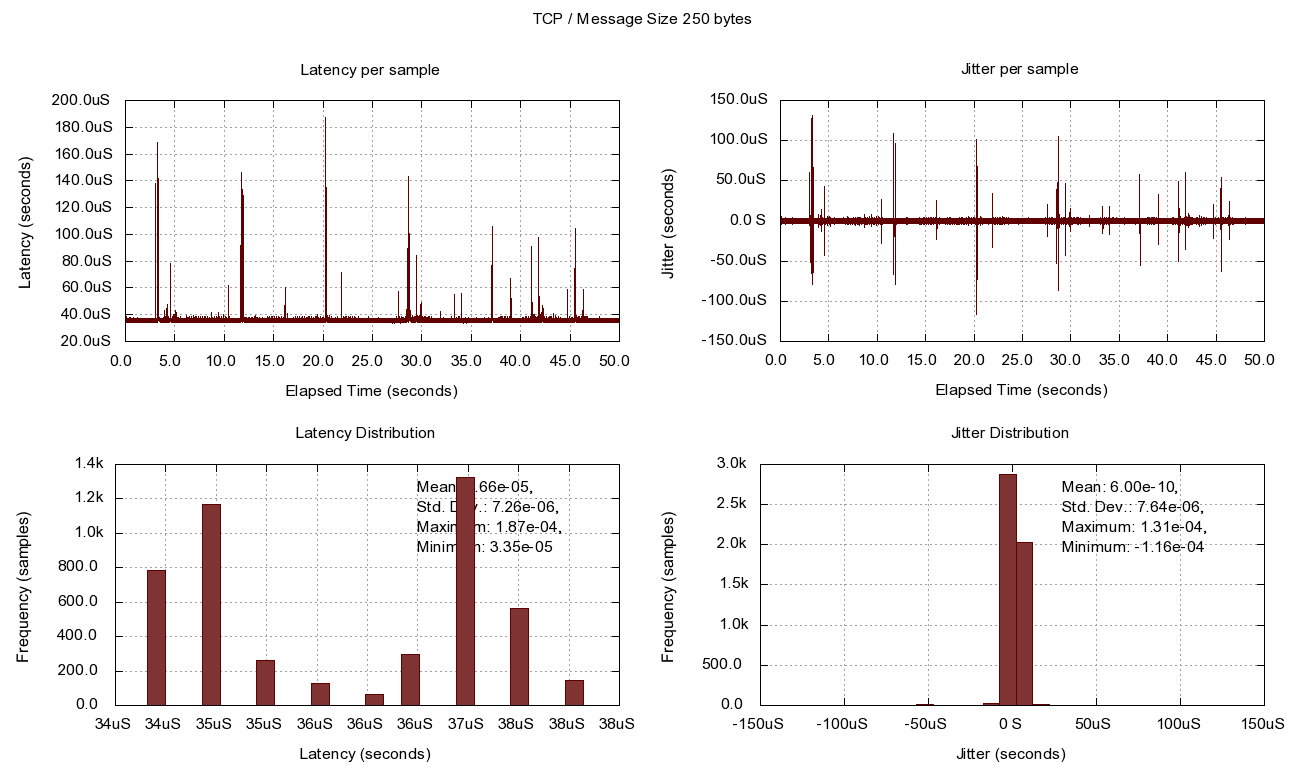 TCP / Message Size 250 bytes
Latency per sample
200.0uS
180.0uS
160.0uS
140.0uS
120.0uS
100.0uS
80.0uS
60.0uS
40.0uS
20.0uS
Latency (seconds)
0.0 5.0 10.0 15.0 20.0 25.0 30.0 35.0 40.0 45.0 50.0
Elapsed Time (seconds)
Jitter per sample
150.0uS
100.0uS
50.0uS
0.0 S
-50.0uS
-100.0uS
-150.0uS
Jitter (seconds)
0.0 5.0 10.0 15.0 20.0 25.0 30.0 35.0 40.0 45.0 50.0
Elapsed Time (seconds)
Latency Distribution
1.4k
1.2k
1.0k
800.0
600.0
400.0
200.0
0.0
Frequency (samples)
Mean .66e-05,
Std. D v.: 7.26e-06,
Maxim m: 1.87e-04,
Minim m: 3.35e-05
34uS 34uS 35uS 35uS 36uS 36uS 36uS 37uS 38uS 38uS 38uS
Latency (seconds)
Jitter Distribution
3.0k
2.5k
2.0k
1.5k
1.0k
500.0
0.0
Frequency (samples)
Mean: 6.00e-10,
Std. Dev.: 7.64e-06,
Maximum: 1.31e-04,
Minimum: -1.16e-04
-150uS -100uS -50uS 0 S 50uS 100uS 150uS
Jitter (seconds)